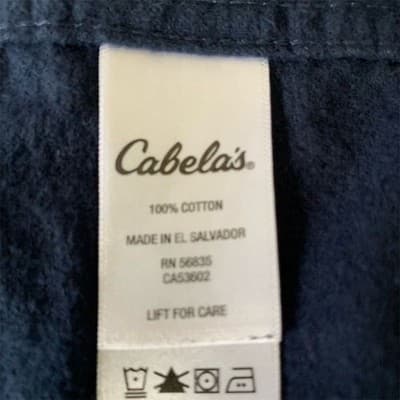 Cabela's®
100% COTTON
MADE IN EL SALVADOR
RN 56835
CA53602
LIFT FOR CARE